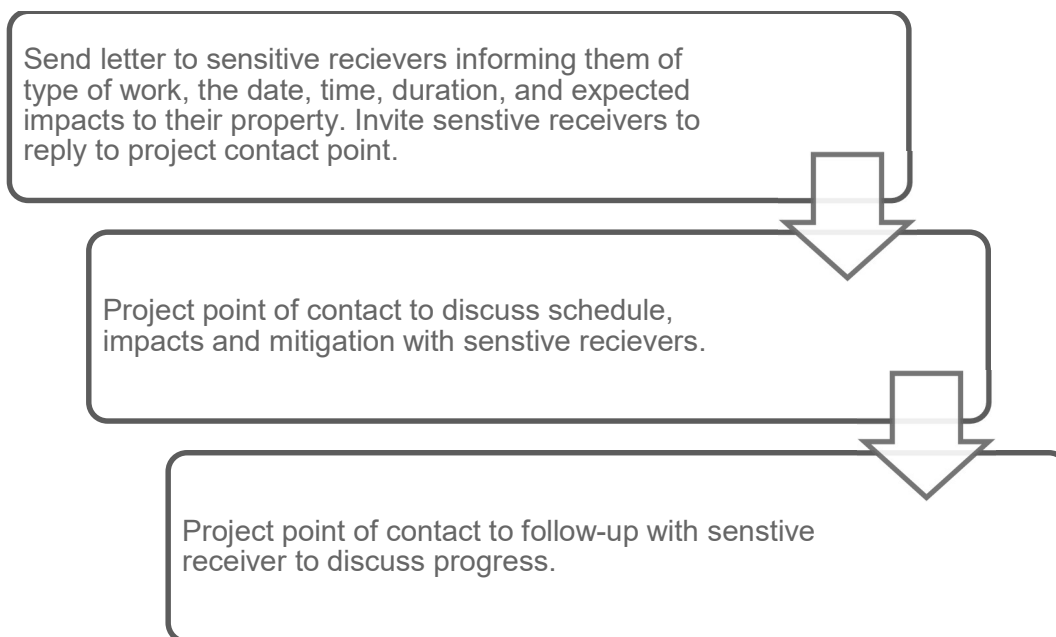 Send letter to sensitive recievers informing them of
type of work, the date, time, duration, and expected
impacts to their property. Invite senstive receivers to
reply to project contact point.
Project point of contact to discuss schedule,
impacts and mitigation with senstive recievers.
Project point of contact to follow-up with senstive
receiver to discuss progress.